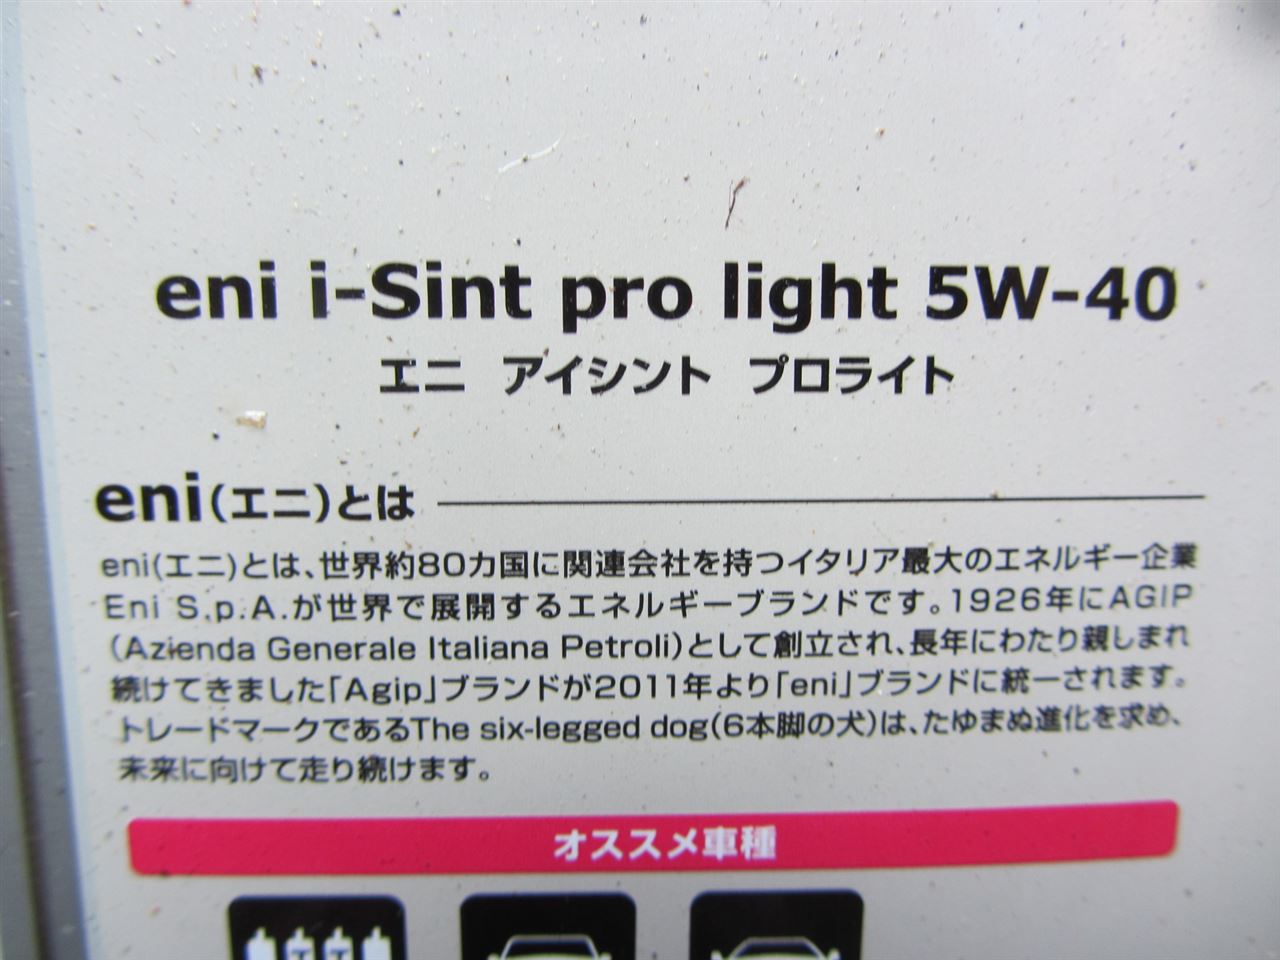 eni i-Sint pro light 5W-40
エニ アイシント プロライト
eni(エニ)とは
eni(エニ)とは、世界約80カ国に関連会社を持つイタリア最大のエネルギー企業
Eni S.p.A.が世界で展開するエネルギーブランドです。1926年にAGIP
(Azienda Generale Italiana Petroli)として創立され、長年にわたり親しまれ
続けてきました「Agip」ブランドが2011年より「eni」ブランドに統一されます。
トレードマークであるThe six-legged dog(6本脚の犬)は、たゆまぬ進化を求め、
未来に向けて走り続けます。
オススメ車種